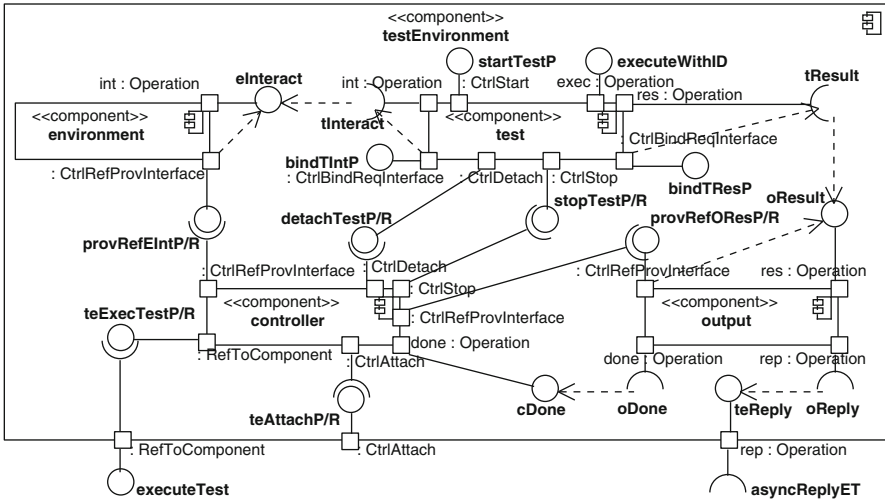 <<component>>
testEnvironment
startTestP
executeWithID
int : Operation
eInteract
int : Operation
: CtrlStart
exec : Operation
tResult
res : Operation
<<component>>
environment
tInteract
<<component>>
test
: CtrlBindReqInterface
bindTIntP
: CtrlRefProvInterface
: CtrlBindReqInterface
: CtrlDetach
: CtrlStop
bindTResP
oResult
detachTestP/R
stopTestP/R
provRefOResP/R
provRefEIntP/R
: CtrlRefProvInterface
: CtrlDetach
: CtrlRefProvInterface
res : Operation
: CtrlStop
<<component>>
controller
<<component>>
output
teExecTestP/R
: CtrlRefProvInterface
: RefToComponent
: CtrlAttach
done : Operation
done : Operation
rep : Operation
teAttachP/R
cDone
oDone
teReply
oReply
: RefToComponent
: CtrlAttach
rep : Operation
executeTest
asyncReplyET